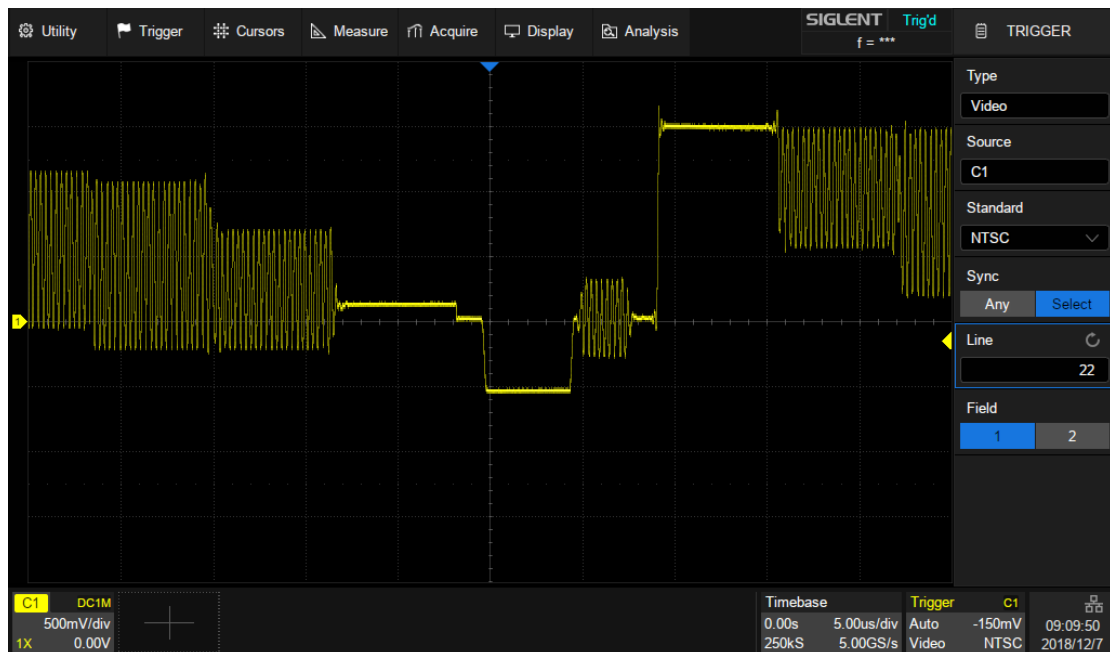 Utility Trigger Cursors Measure Acquire Display Analysis
SIGLENT Trig'd
f = ***
TRIGGER
Type
Video
Source
C1
Standard
NTSC
Sync
Any Select
Line
22
Field
1 2
1
C1 DC1M
500mV/div
1X 0.00V
Timebase
0.00s 5.00us/div
250kS 5.00GS/s
Trigger C1
Auto -150mV
Video NTSC
09:09:50
2018/12/7